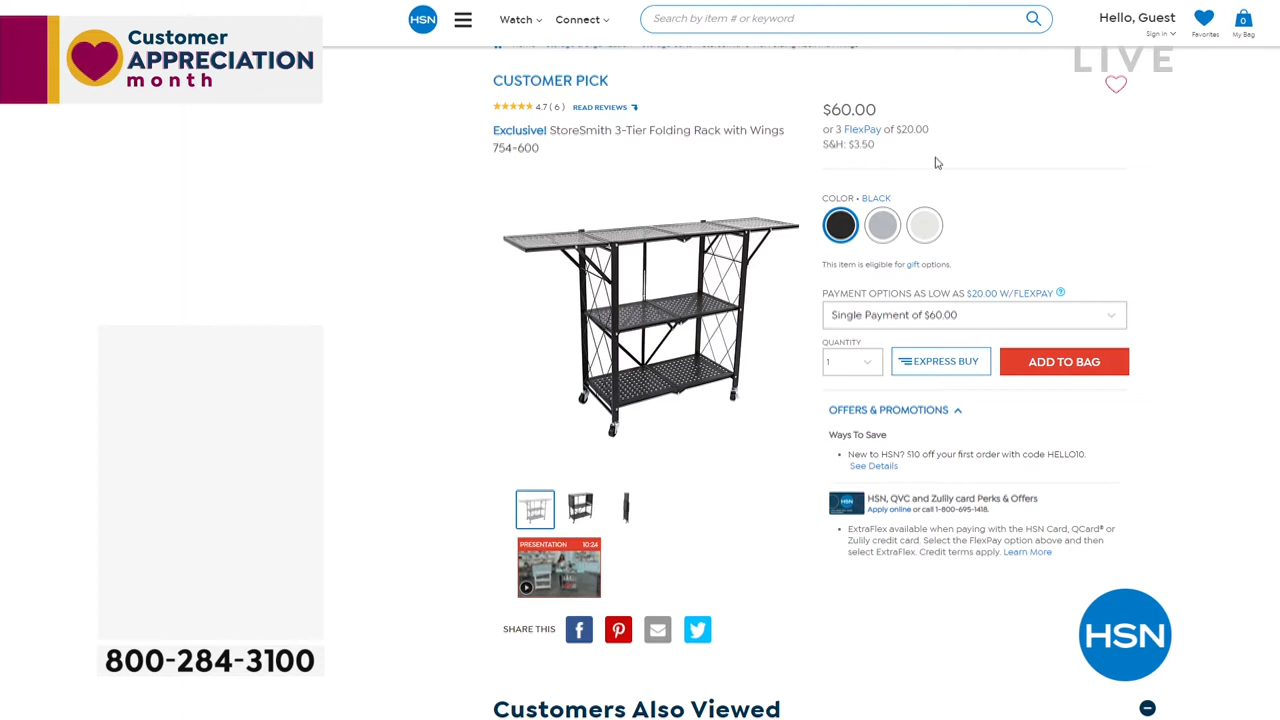 Customer
APPRECIATION
month
HSN
Watch
Connect
Search by item # or keyword
Hello, Guest
Sign in
Favorites
0
My Bag
LIVE
CUSTOMER PICK
4.7 ( 6 ) READ REVIEWS
Exclusive! StoreSmith 3-Tier Folding Rack with Wings
754-600
$60.00
or 3 FlexPay of $20.00
S&H: $3.50
COLOR • BLACK
This item is eligible for gift options.
PAYMENT OPTIONS AS LOW AS $20.00 W/FLEXPAY ?
Single Payment of $60.00
QUANTITY
1
EXPRESS BUY
ADD TO BAG
OFFERS & PROMOTIONS
Ways To Save
• New to HSN? $10 off your first order with code HELLO10.
See Details
HSN
HSN, QVC and Zulily card Perks & Offers
Apply online or call 1-800-695-1418.
• ExtraFlex available when paying with the HSN Card, QCard® or
Zulily credit card. Select the FlexPay option above and then
select ExtraFlex. Credit terms apply. Learn More
PRESENTATION 10:24
SHARE THIS
800-284-3100
HSN
Customers Also Viewed